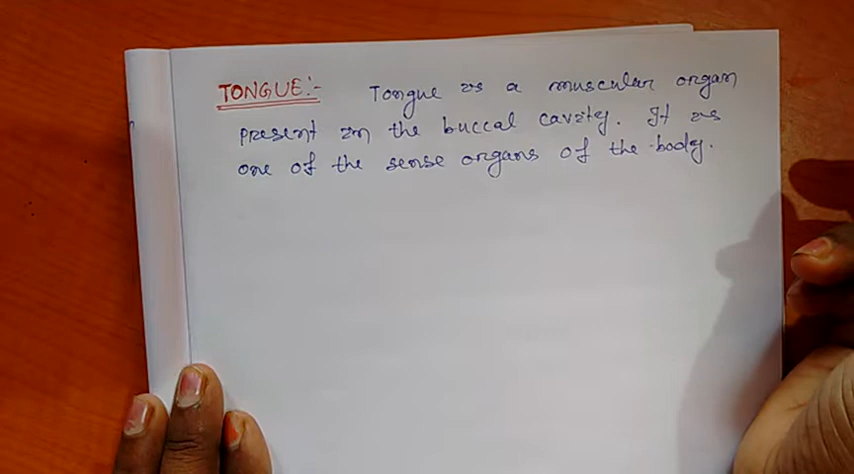 TONGUE:- Tongue is a muscular organ
present in the buccal cavity. It is
one of the sense organs of the body.